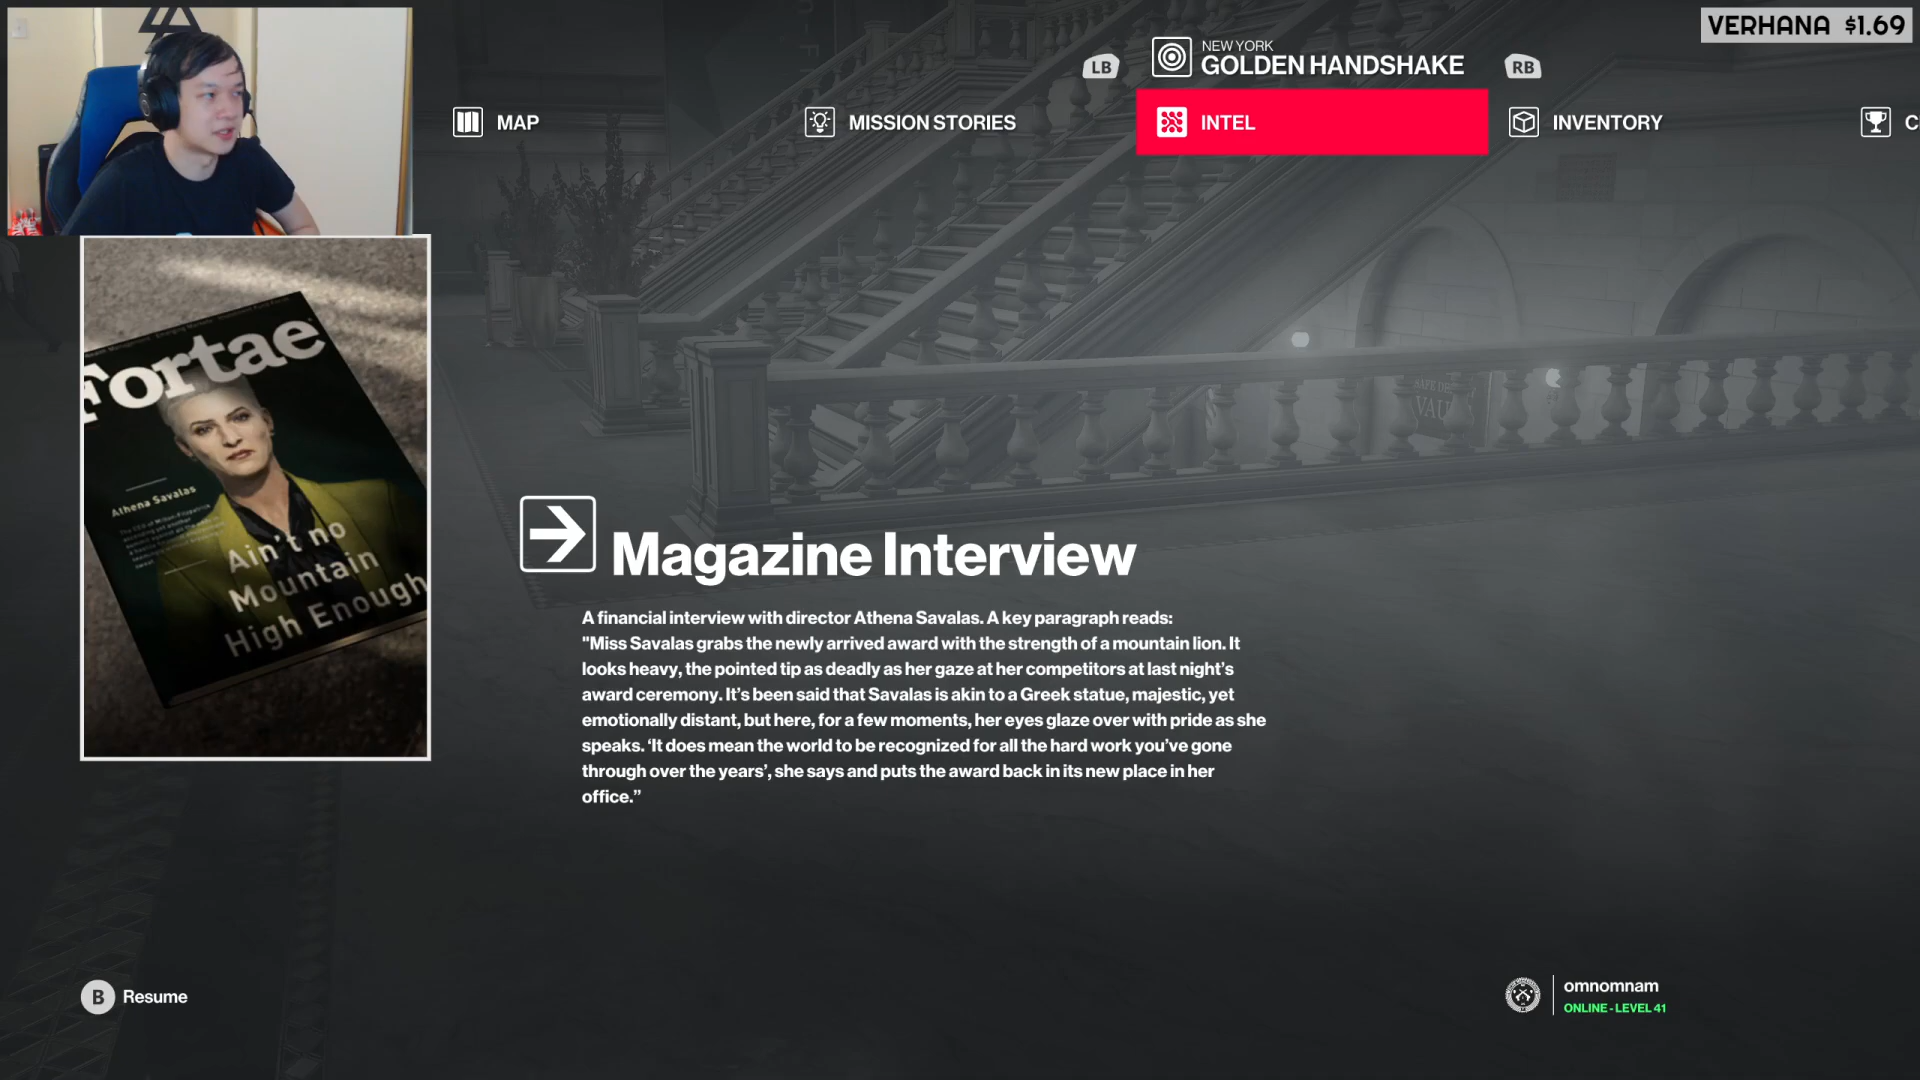 VERHANA $1.69
NEW YORK
LB GOLDEN HANDSHAKE RB
MAP
MISSION STORIES
INTEL
INVENTORY
C
Fortae
Athena Savalas
Ain't no
Mountain
High Enough
VAU
Magazine Interview
A financial interview with director Athena Savalas. A key paragraph reads:
"Miss Savalas grabs the newly arrived award with the strength of a mountain lion. It
looks heavy, the pointed tip as deadly as her gaze at her competitors at last night's
award ceremony. It's been said that Savalas is akin to a Greek statue, majestic, yet
emotionally distant, but here, for a few moments, her eyes glaze over with pride as she
speaks. ‘It does mean the world to be recognized for all the hard work you've gone
through over the years’, she says and puts the award back in its new place in her
office.”
B Resume
omnomnam
ONLINE - LEVEL 41